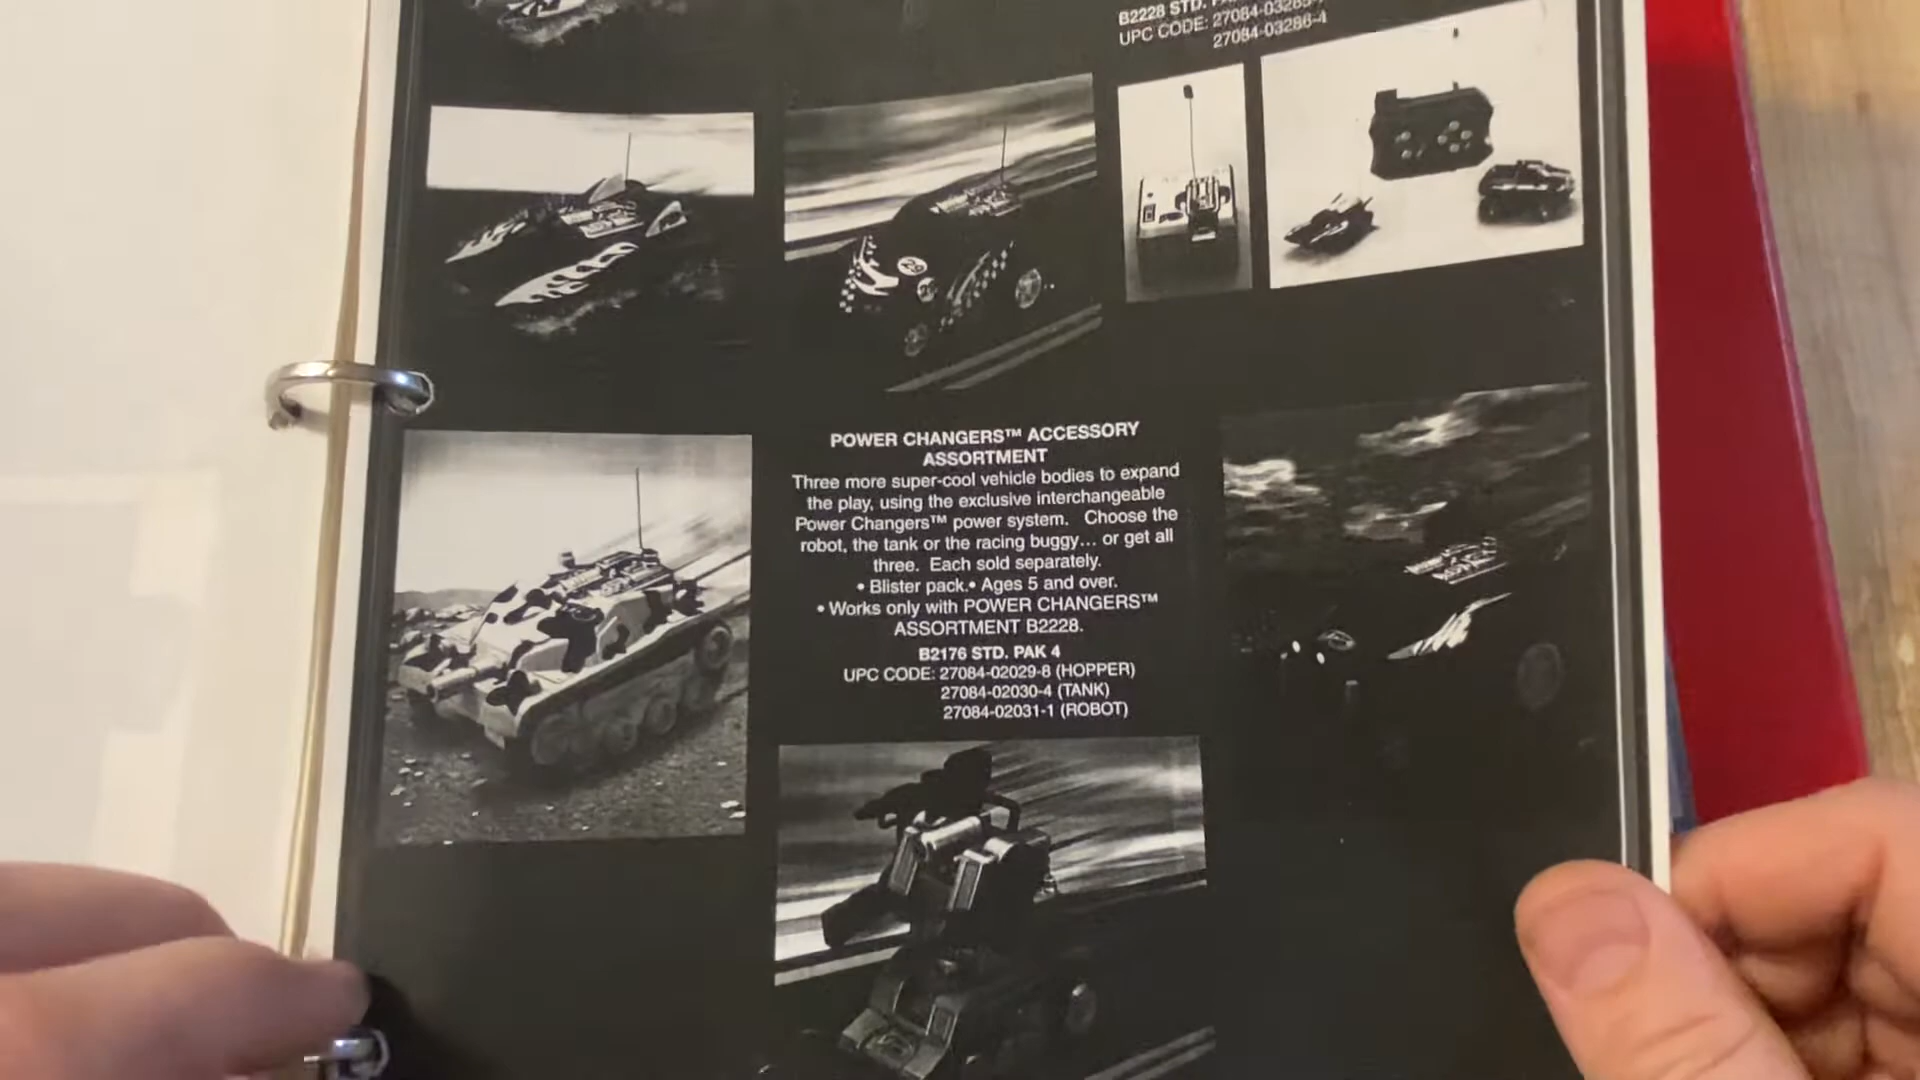 B2228 STD.
UPC CODE: 27084-03285-
27084-03286-4
POWER CHANGERS™ ACCESSORY
ASSORTMENT
Three more super-cool vehicle bodies to expand
the play, using the exclusive interchangeable
Power Changers™ power system. Choose the
robot, the tank or the racing buggy... or get all
three. Each sold separately.
• Blister pack.• Ages 5 and over.
• Works only with POWER CHANGERS™
ASSORTMENT B2228.
B2176 STD. PAK 4
UPC CODE: 27084-02029-8 (HOPPER)
27084-02030-4 (TANK)
27084-02031-1 (ROBOT)